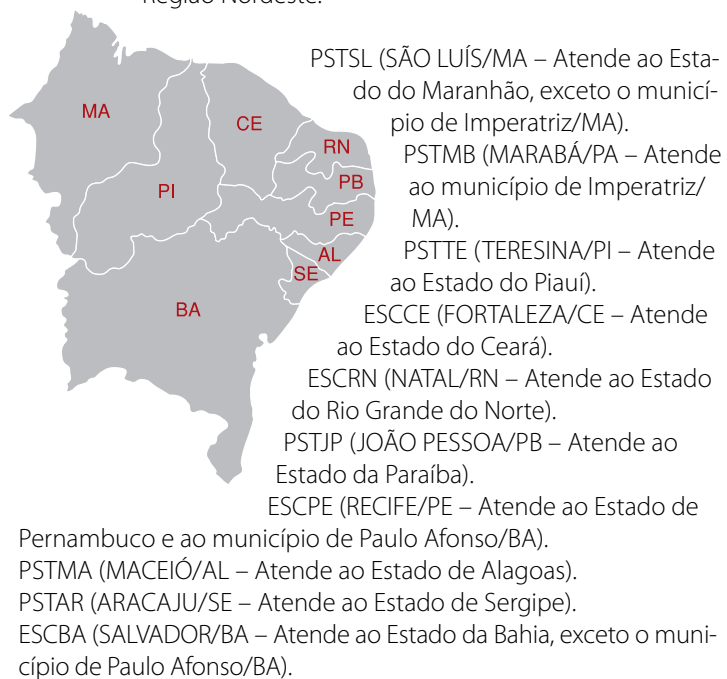 Região Nordeste.
PSTSL (SÃO LUÍS/MA – Atende ao Esta-
do do Maranhão, exceto o municí-
pio de Imperatriz/MA).
PSTMB (MARABÁ/PA – Atende
ao município de Imperatriz/
MA).
PSTTE (TERESINA/PI – Atende
ao Estado do Piauí).
ESCCE (FORTALEZA/CE – Atende
ao Estado do Ceará).
ESCRN (NATAL/RN – Atende ao Estado
do Rio Grande do Norte).
PSTJP (JOÃO PESSOA/PB – Atende ao
Estado da Paraíba).
ESCPE (RECIFE/PE – Atende ao Estado de
Pernambuco e ao município de Paulo Afonso/BA).
PSTMA (MACEIÓ/AL – Atende ao Estado de Alagoas).
PSTAR (ARACAJU/SE – Atende ao Estado de Sergipe).
ESCBA (SALVADOR/BA – Atende ao Estado da Bahia, exceto o muni-
cípio de Paulo Afonso/BA).
MA
CE
RN
PB
PI
PE
AL
SE
BA